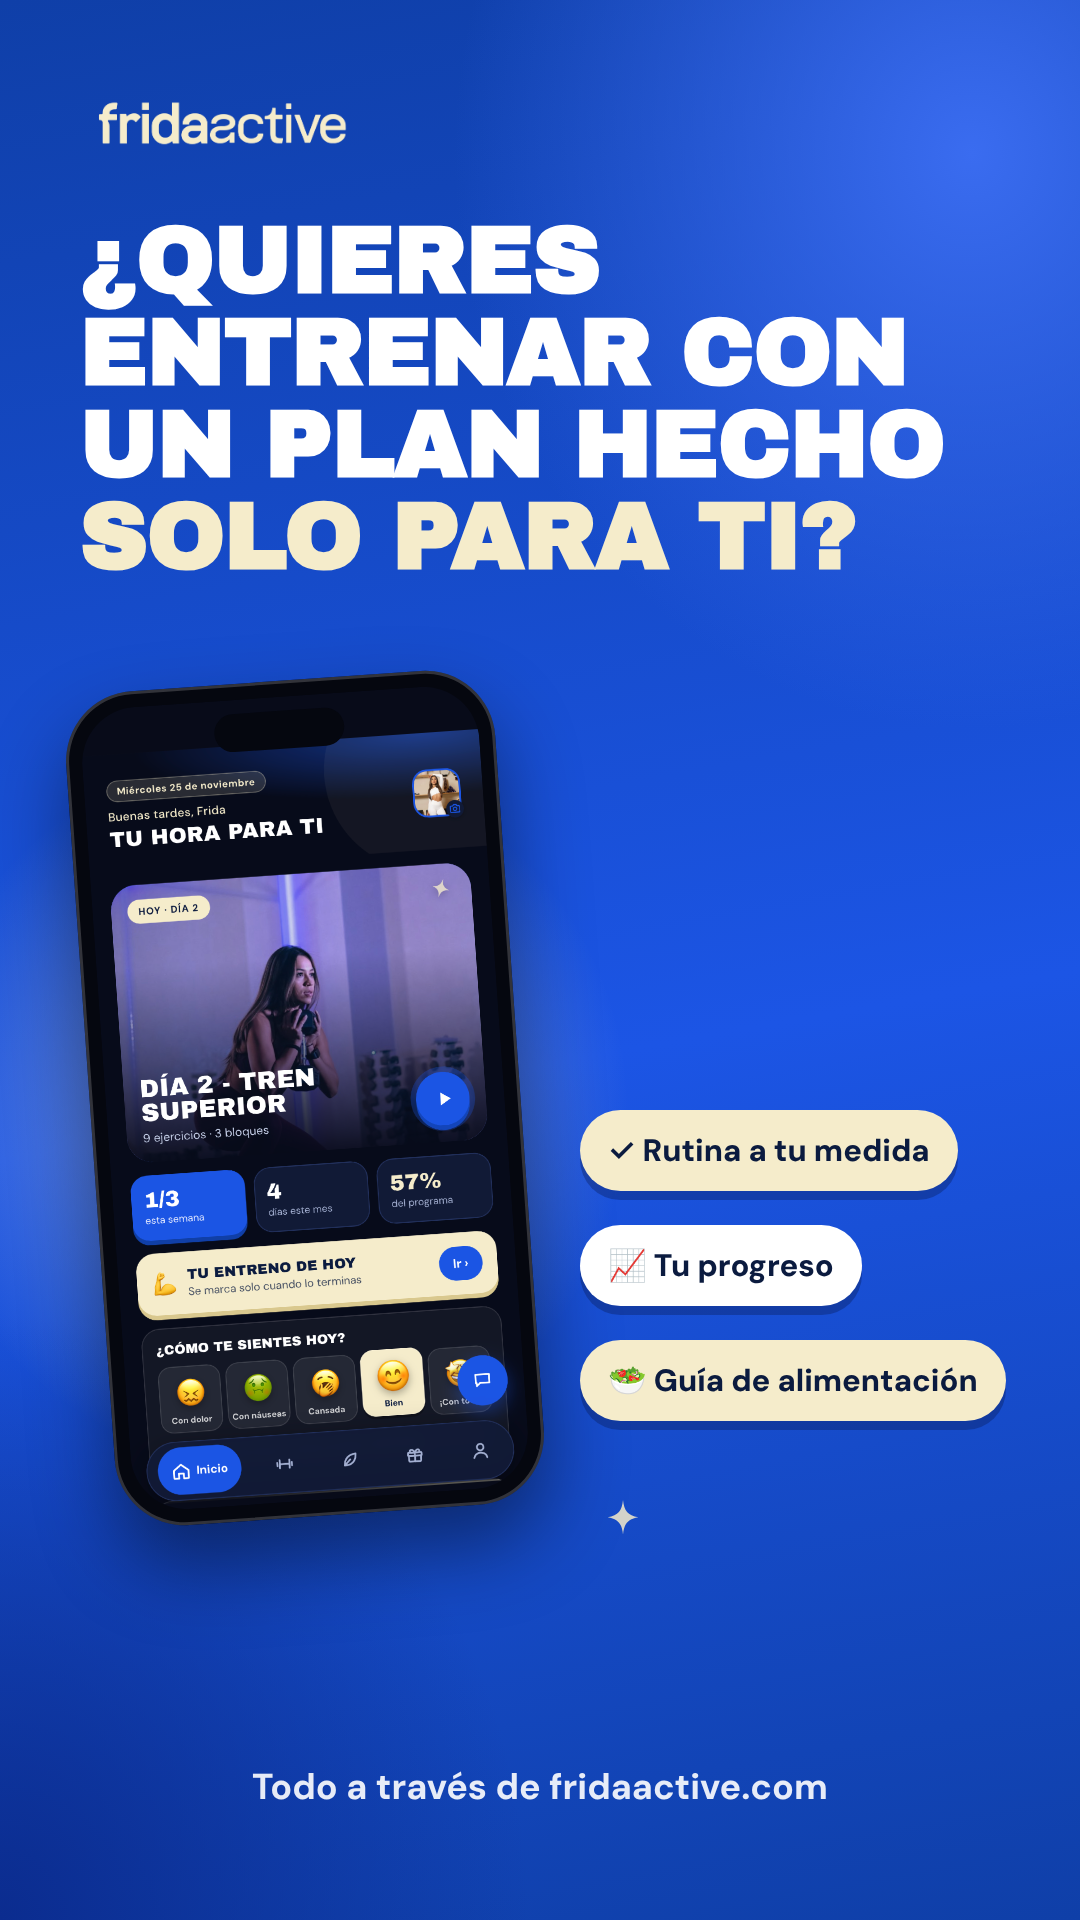 fridaactive
¿QUIERES
ENTRENAR CON
UN PLAN HECHO
SOLO PARA TI?
Miércoles 25 de noviembre
Buenas tardes, Frida
TU HORA PARA TI
HOY · DÍA 2
DÍA 2 - TREN
SUPERIOR
9 ejercicios · 3 bloques
1/3
esta semana
4
días este mes
57%
del programa
TU ENTRENO DE HOY
Se marca solo cuando lo terminas
Ir ›
¿CÓMO TE SIENTES HOY?
Con dolor
Con náuseas
Cansada
Bien
¡Con
Inicio
✓ Rutina a tu medida
📈 Tu progreso
🥗 Guía de alimentación
Todo a través de fridaactive.com